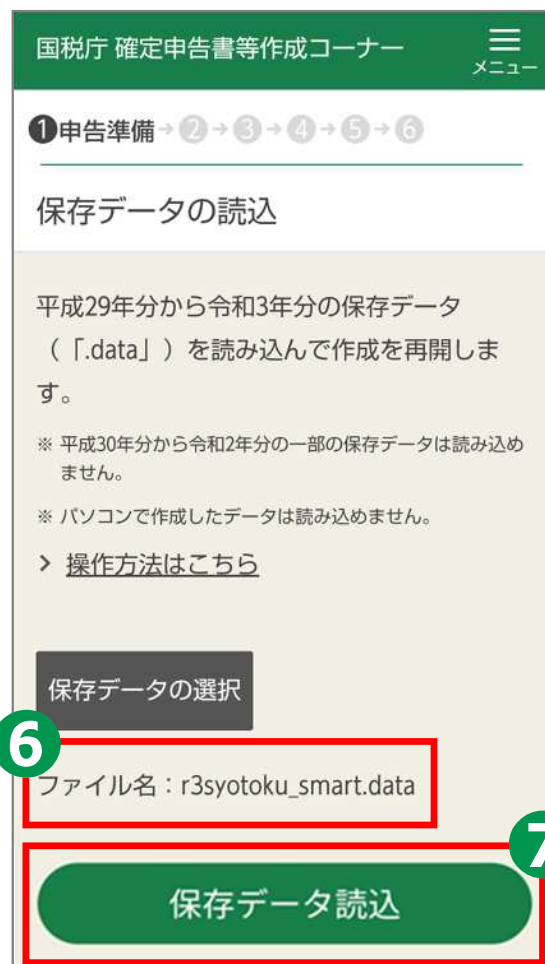 国税庁 確定申告書等作成コーナー
メニュー
❶申告準備→❷→❸→❹→❺→❻
保存データの読込
平成29年分から令和3年分の保存データ
（「.data」）を読み込んで作成を再開しま
す。
※ 平成30年分から令和2年分の一部の保存データは読み込め
ません。
※ パソコンで作成したデータは読み込めません。
> 操作方法はこちら
保存データの選択
6
ファイル名：r3syotoku_smart.data
7
保存データ読込